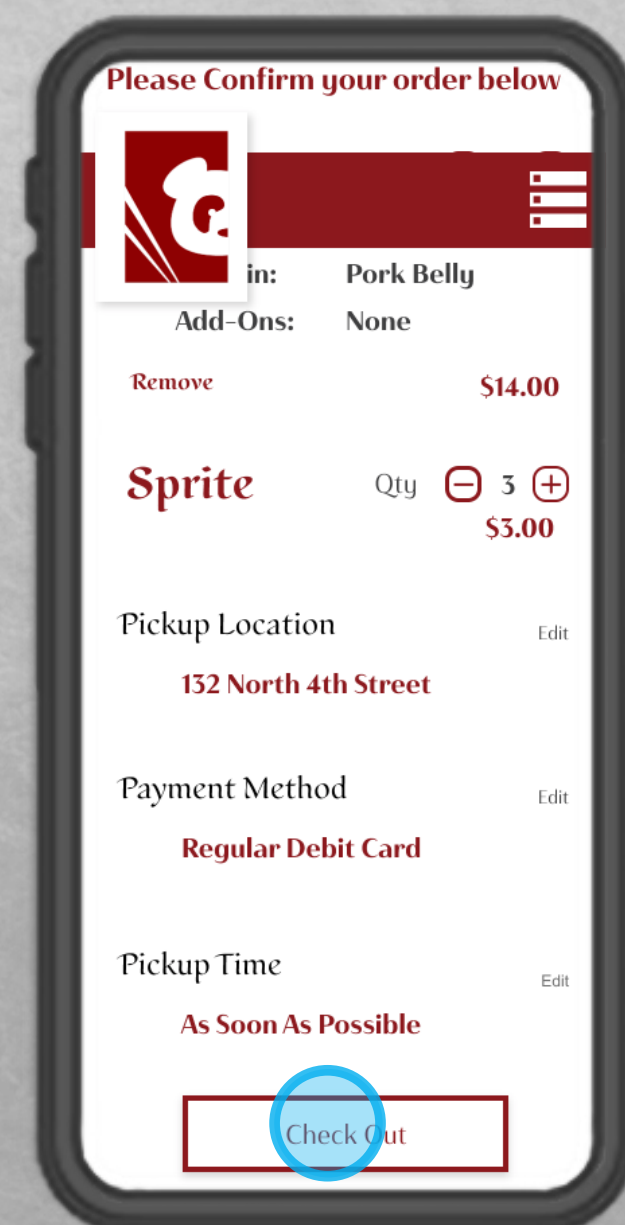 Please Confirm your order below
in: Pork Belly
Add-Ons: None
Remove $14.00
Sprite Qty 3
$3.00
Pickup Location Edit
132 North 4th Street
Payment Method Edit
Regular Debit Card
Pickup Time Edit
As Soon As Possible
Check Out